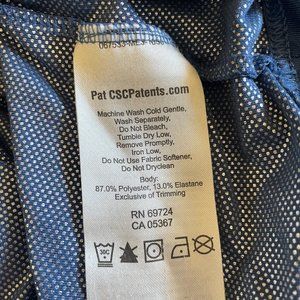 Pat CSCPatents.com
Machine Wash Cold Gentle,
Wash Separately,
Do Not Bleach,
Tumble Dry Low,
Remove Promptly,
Iron Low,
Do Not Use Fabric Softener,
Do Not Dryclean
Body:
87.0% Polyester, 13.0% Elastane
Exclusive of Trimming
RN 69724
CA 05367
30C